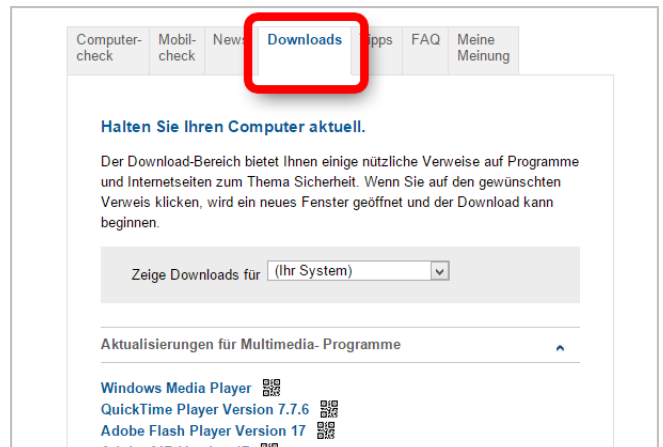 Computer- Mobil- News Downloads Tipps FAQ Meine
check check Meinung
Halten Sie Ihren Computer aktuell.
Der Download-Bereich bietet Ihnen einige nützliche Verweise auf Programme
und Internetseiten zum Thema Sicherheit. Wenn Sie auf den gewünschten
Verweis klicken, wird ein neues Fenster geöffnet und der Download kann
beginnen.
Zeige Downloads für (Ihr System)
Aktualisierungen für Multimedia- Programme
Windows Media Player
QuickTime Player Version 7.7.6
Adobe Flash Player Version 17